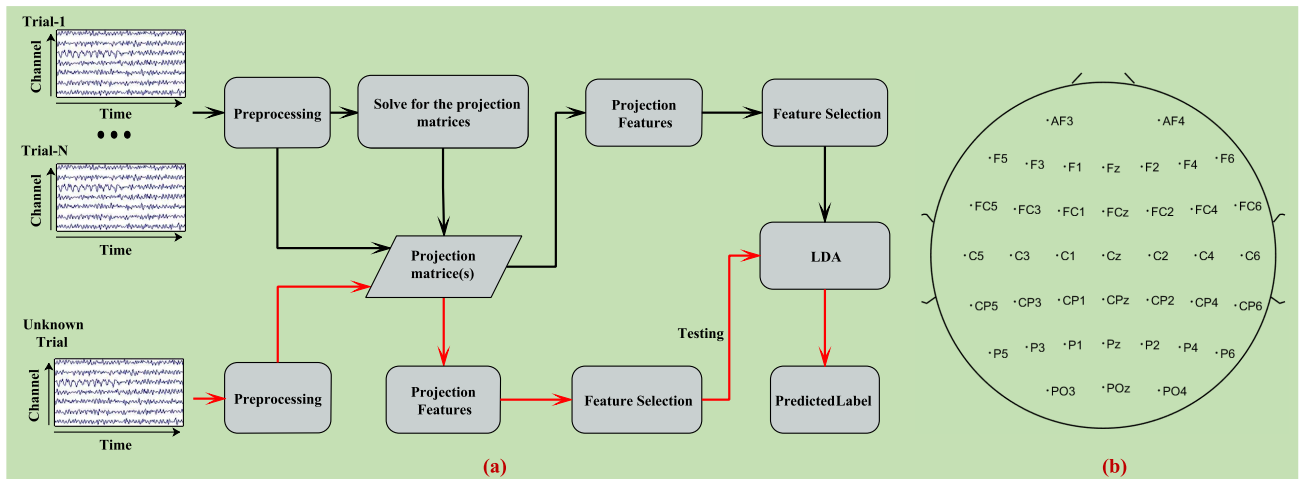 Trial-1
Channel
Time
Trial-N
Channel
Time
Unknown
Trial
Channel
Time
Preprocessing
Solve for the projection
matrices
Projection
Features
Feature Selection
Projection
matrice(s)
LDA
Testing
Preprocessing
Projection
Features
Feature Selection
PredictedLabel
(a)
AF3 AF4
F5 F3 F1 Fz F2 F4 F6
FC5 FC3 FC1 FCz FC2 FC4 FC6
C5 C3 C1 Cz C2 C4 C6
CP5 CP3 CP1 CPz CP2 CP4 CP6
P5 P3 P1 Pz P2 P4 P6
PO3 POz PO4
(b)